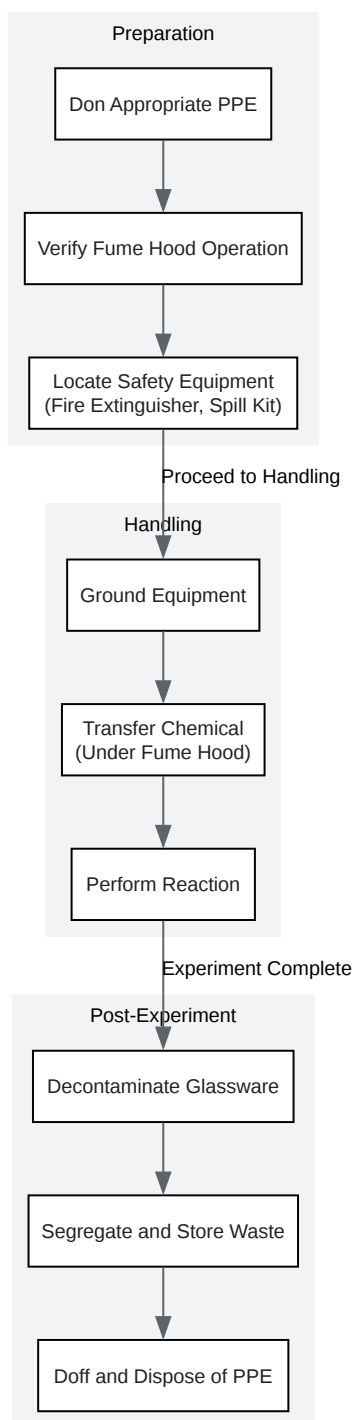 Preparation
Don Appropriate PPE
Verify Fume Hood Operation
Locate Safety Equipment
(Fire Extinguisher, Spill Kit)
Proceed to Handling
Handling
Ground Equipment
Transfer Chemical
(Under Fume Hood)
Perform Reaction
Experiment Complete
Post-Experiment
Decontaminate Glassware
Segregate and Store Waste
Doff and Dispose of PPE